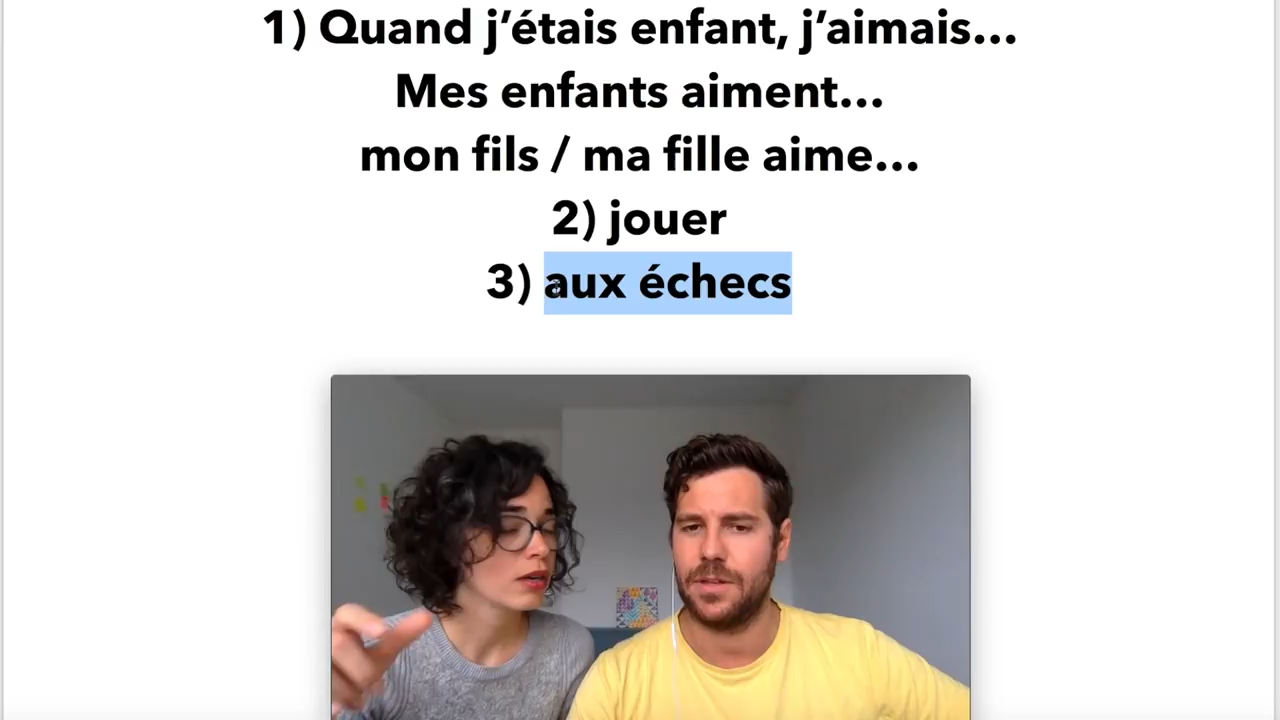 1) Quand j’étais enfant, j’aimais…
Mes enfants aiment…
mon fils / ma fille aime…
2) jouer
3) aux échecs